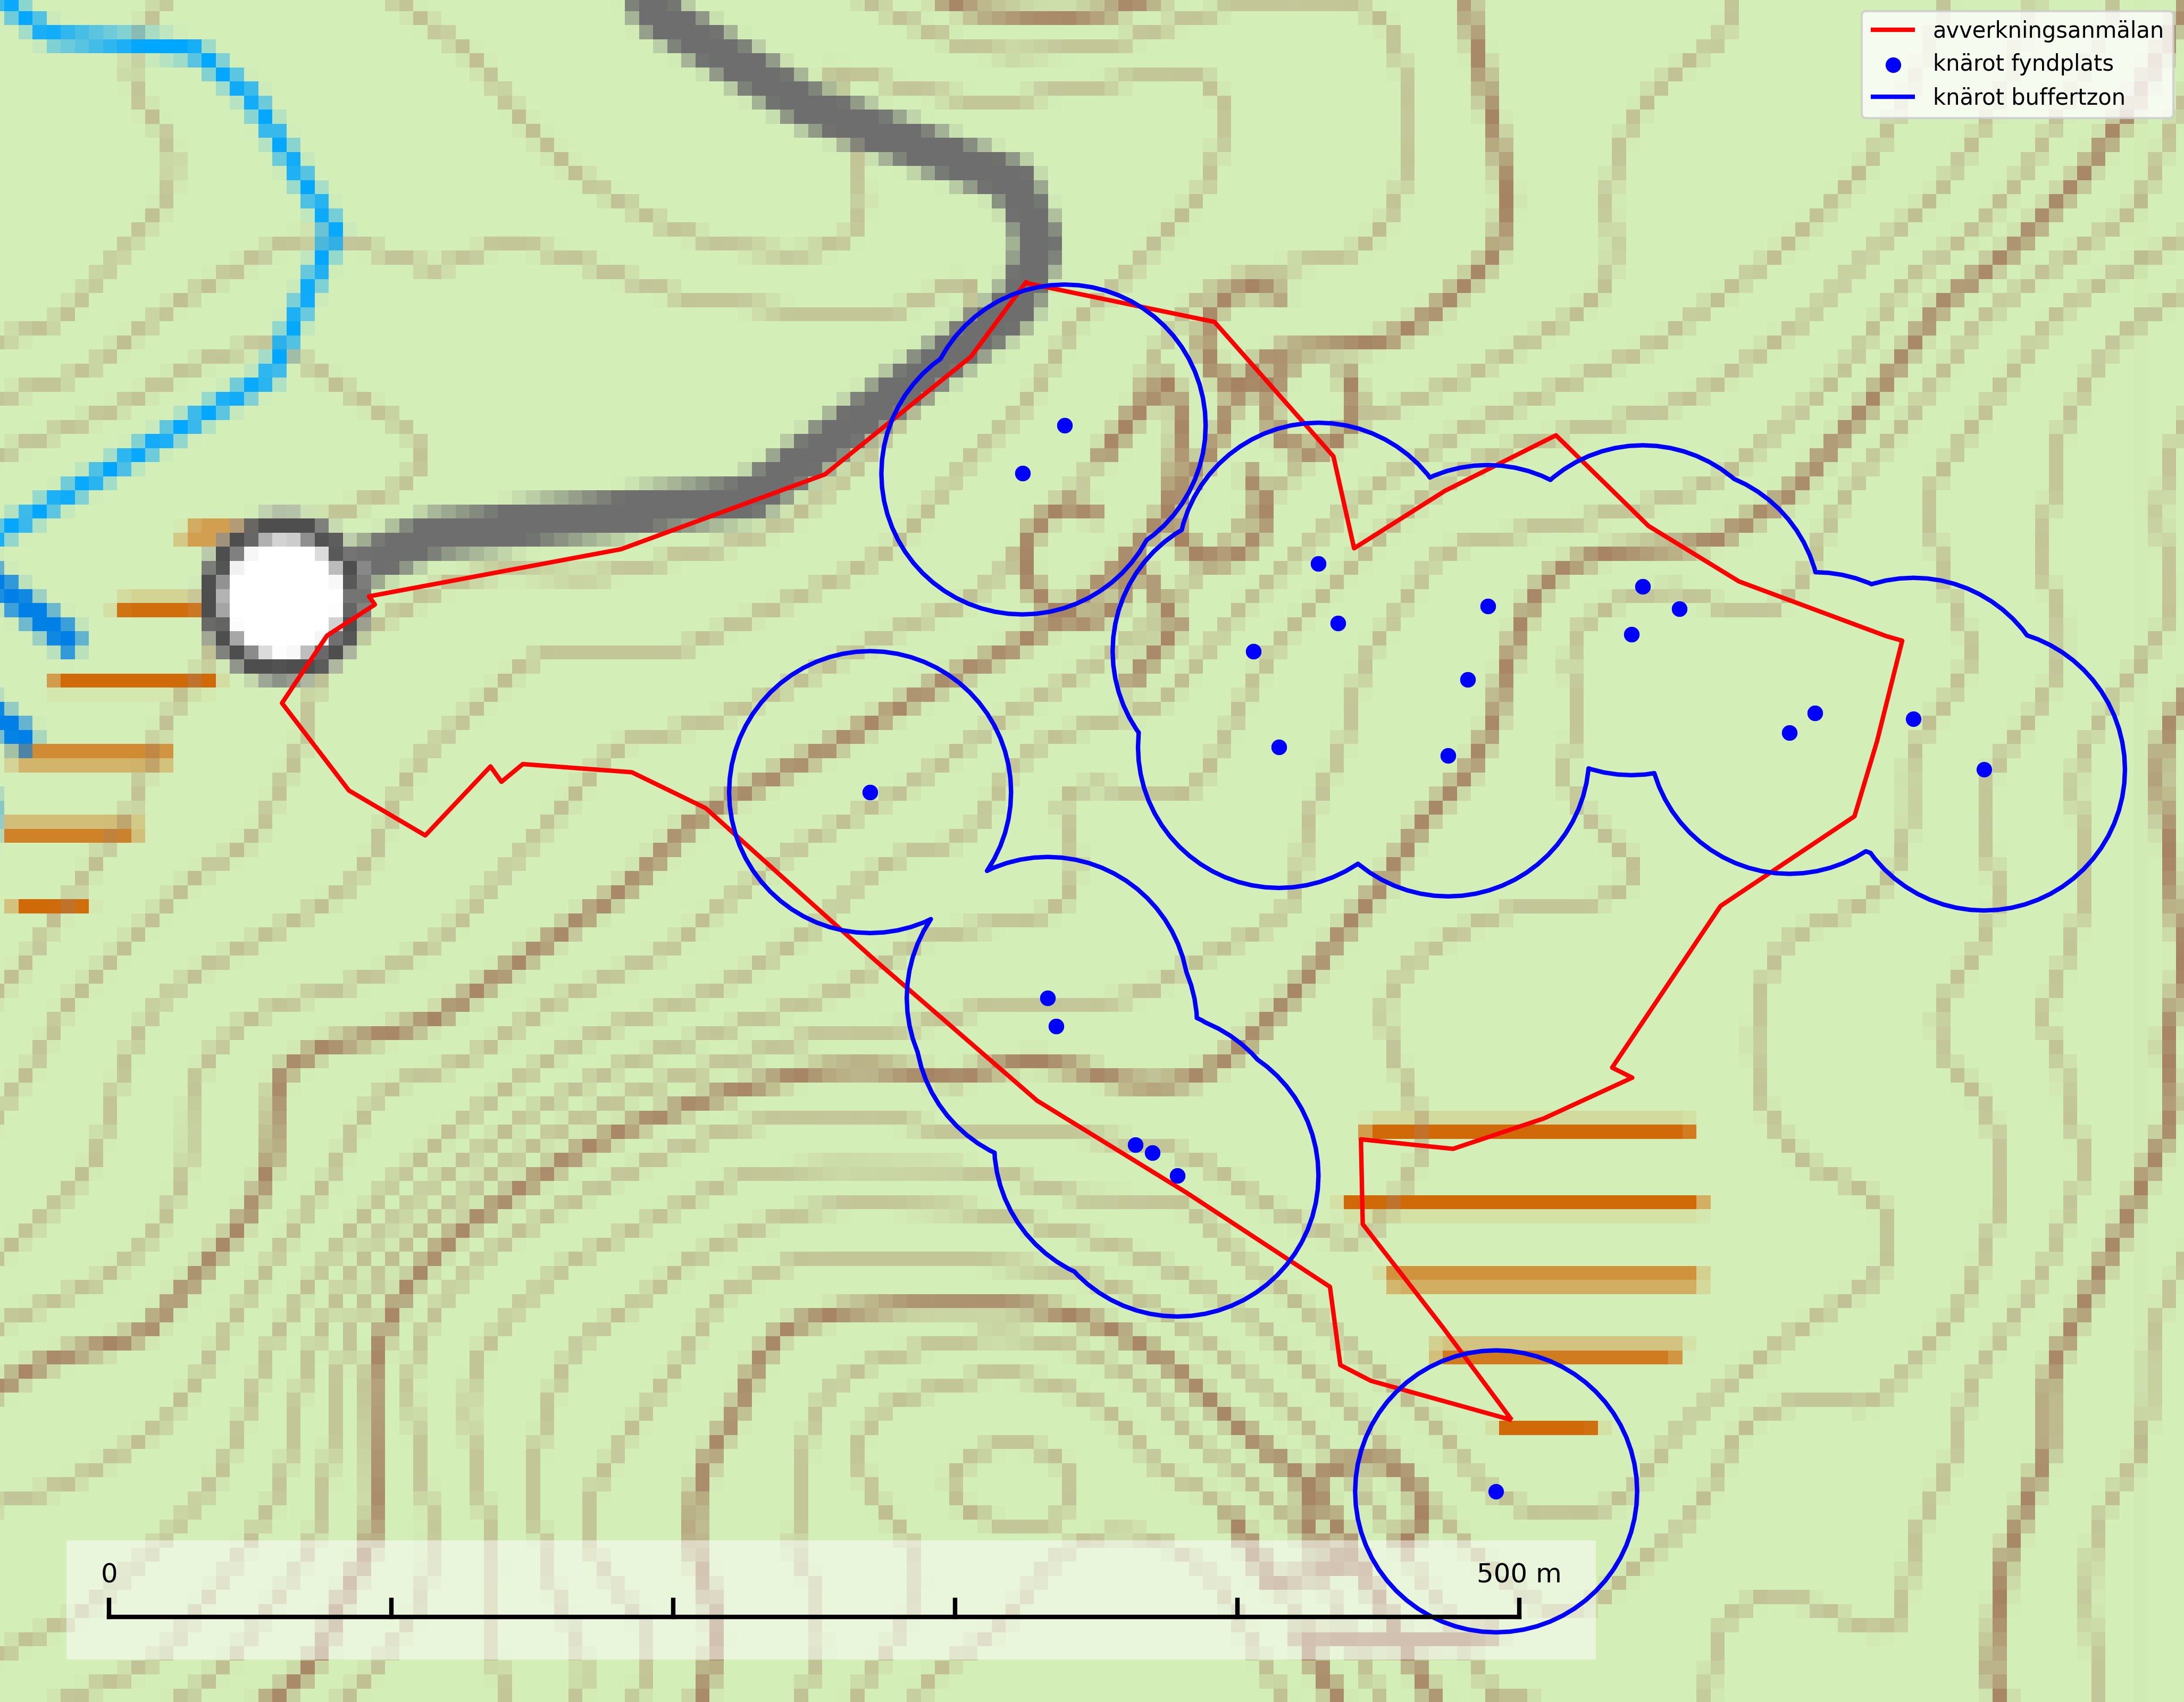 avverkningsanmälan
knärot fyndplats
knärot buffertzon
0 500 m